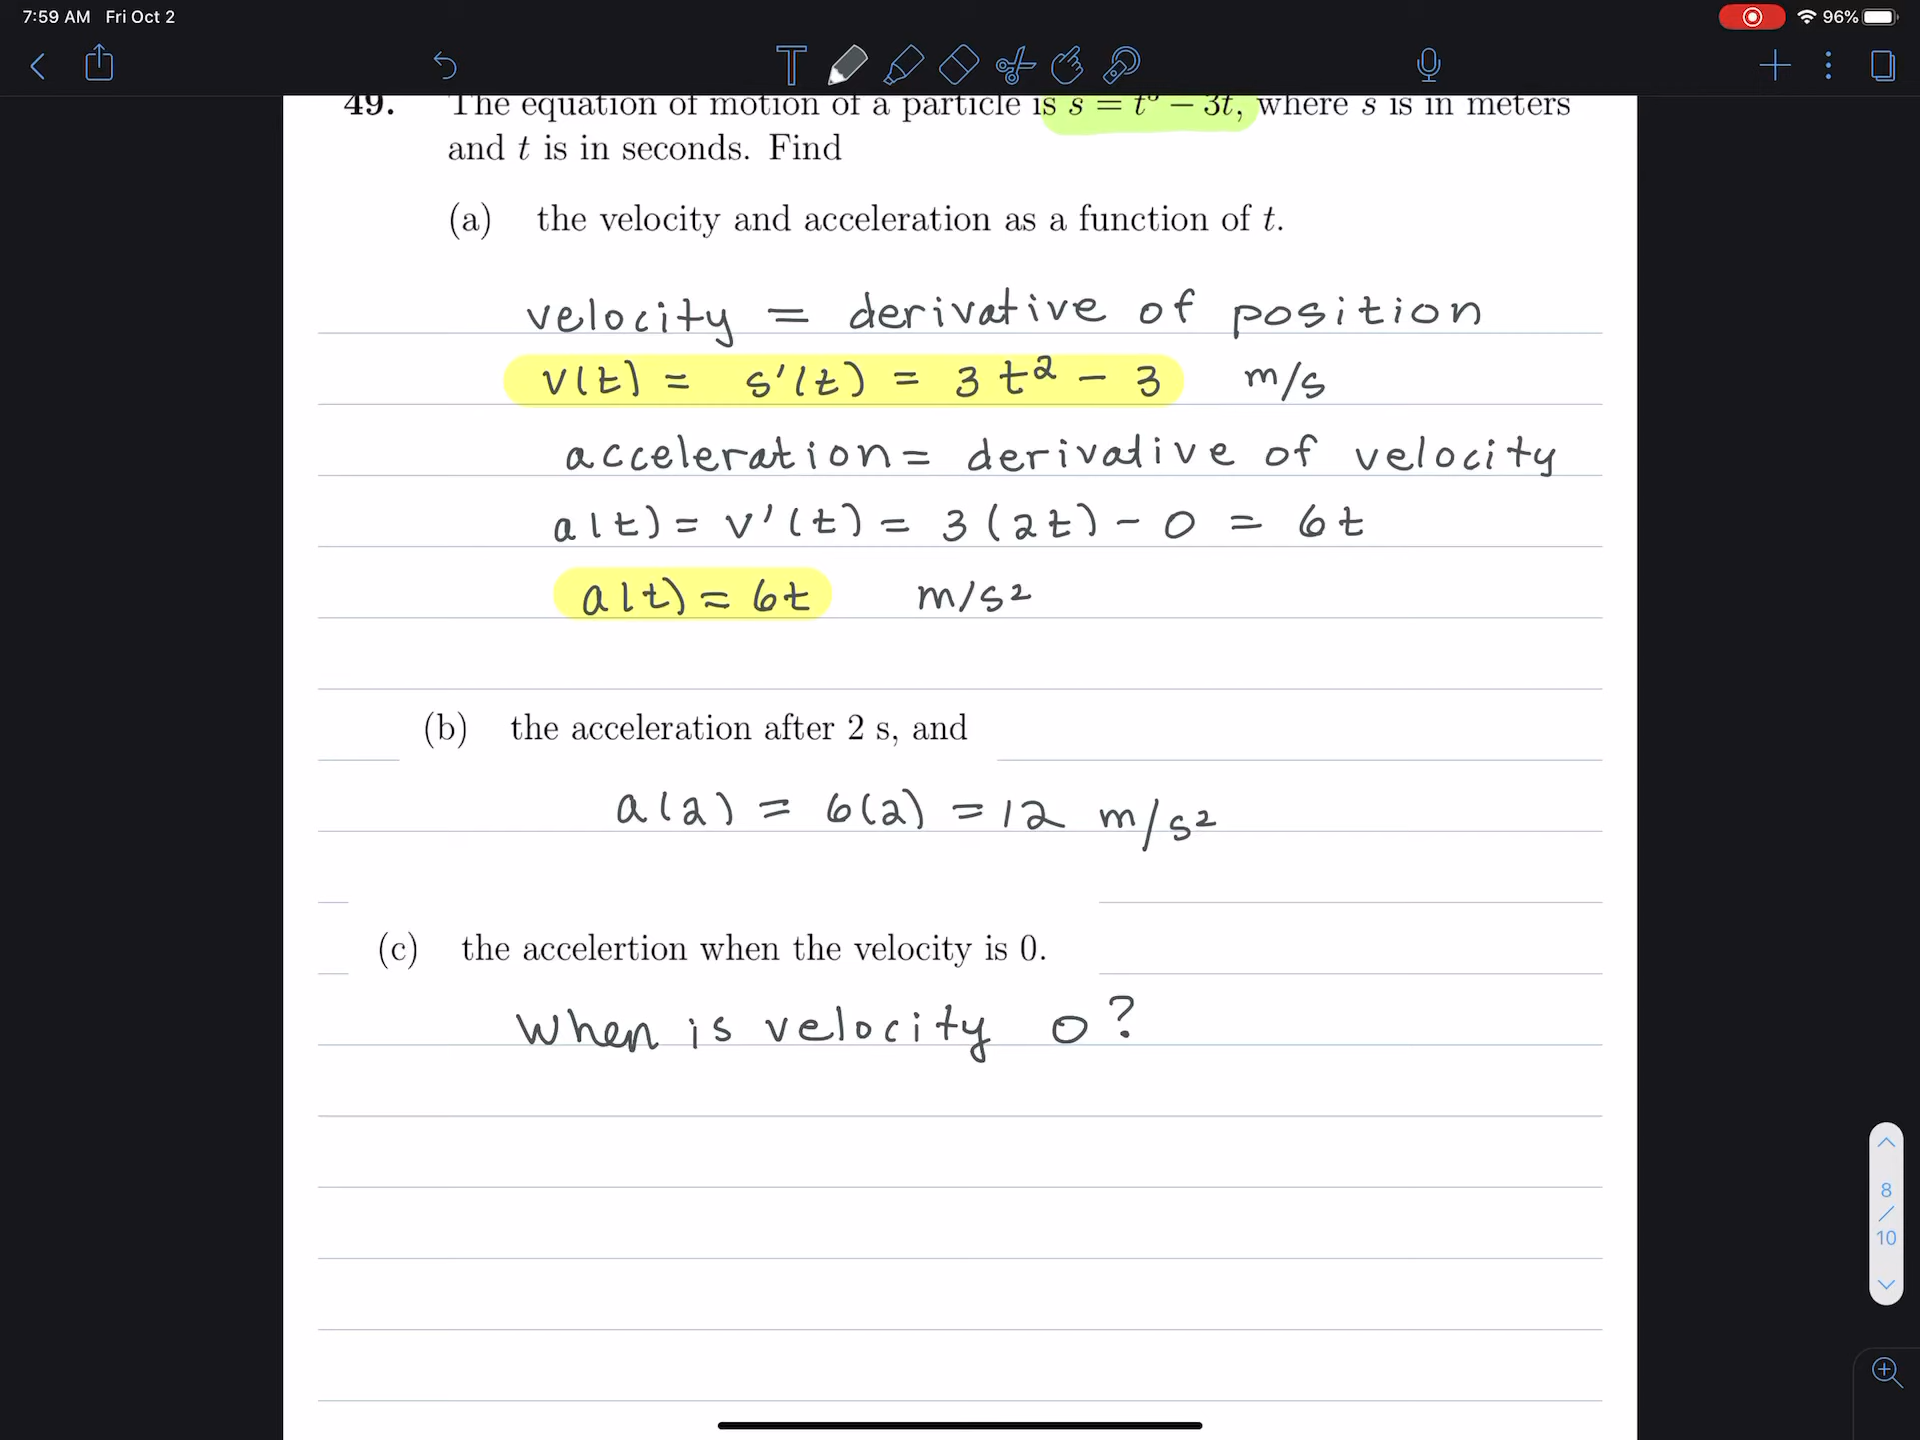 7:59 AM Fri Oct 2
96%
49. The equation of motion of a particle is s = t³ − 3t, where s is in meters
and t is in seconds. Find
(a) the velocity and acceleration as a function of t.
velocity = derivative of position
v(t) = s'(t) = 3t² − 3 m/s
acceleration = derivative of velocity
a(t) = v'(t) = 3(2t) − 0 = 6t
a(t) = 6t m/s²
(b) the acceleration after 2 s, and
a(2) = 6(2) = 12 m/s²
(c) the accelertion when the velocity is 0.
When is velocity 0?
8
/
10